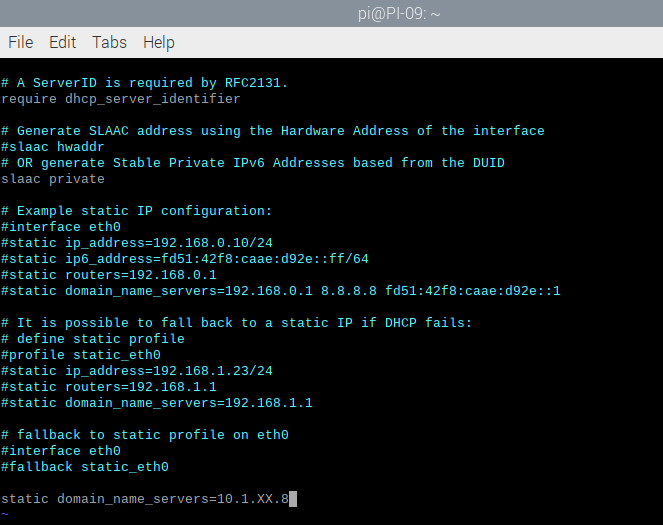 pi@PI-09: ~
File Edit Tabs Help
# A ServerID is required by RFC2131.
require dhcp_server_identifier
# Generate SLAAC address using the Hardware Address of the interface
#slaac hwaddr
# OR generate Stable Private IPv6 Addresses based from the DUID
slaac private
# Example static IP configuration:
#interface eth0
#static ip_address=192.168.0.10/24
#static ip6_address=fd51:42f8:caae:d92e::ff/64
#static routers=192.168.0.1
#static domain_name_servers=192.168.0.1 8.8.8.8 fd51:42f8:caae:d92e::1
# It is possible to fall back to a static IP if DHCP fails:
# define static profile
#profile static_eth0
#static ip_address=192.168.1.23/24
#static routers=192.168.1.1
#static domain_name_servers=192.168.1.1
# fallback to static profile on eth0
#interface eth0
#fallback static_eth0
static domain_name_servers=10.1.XX.8
~